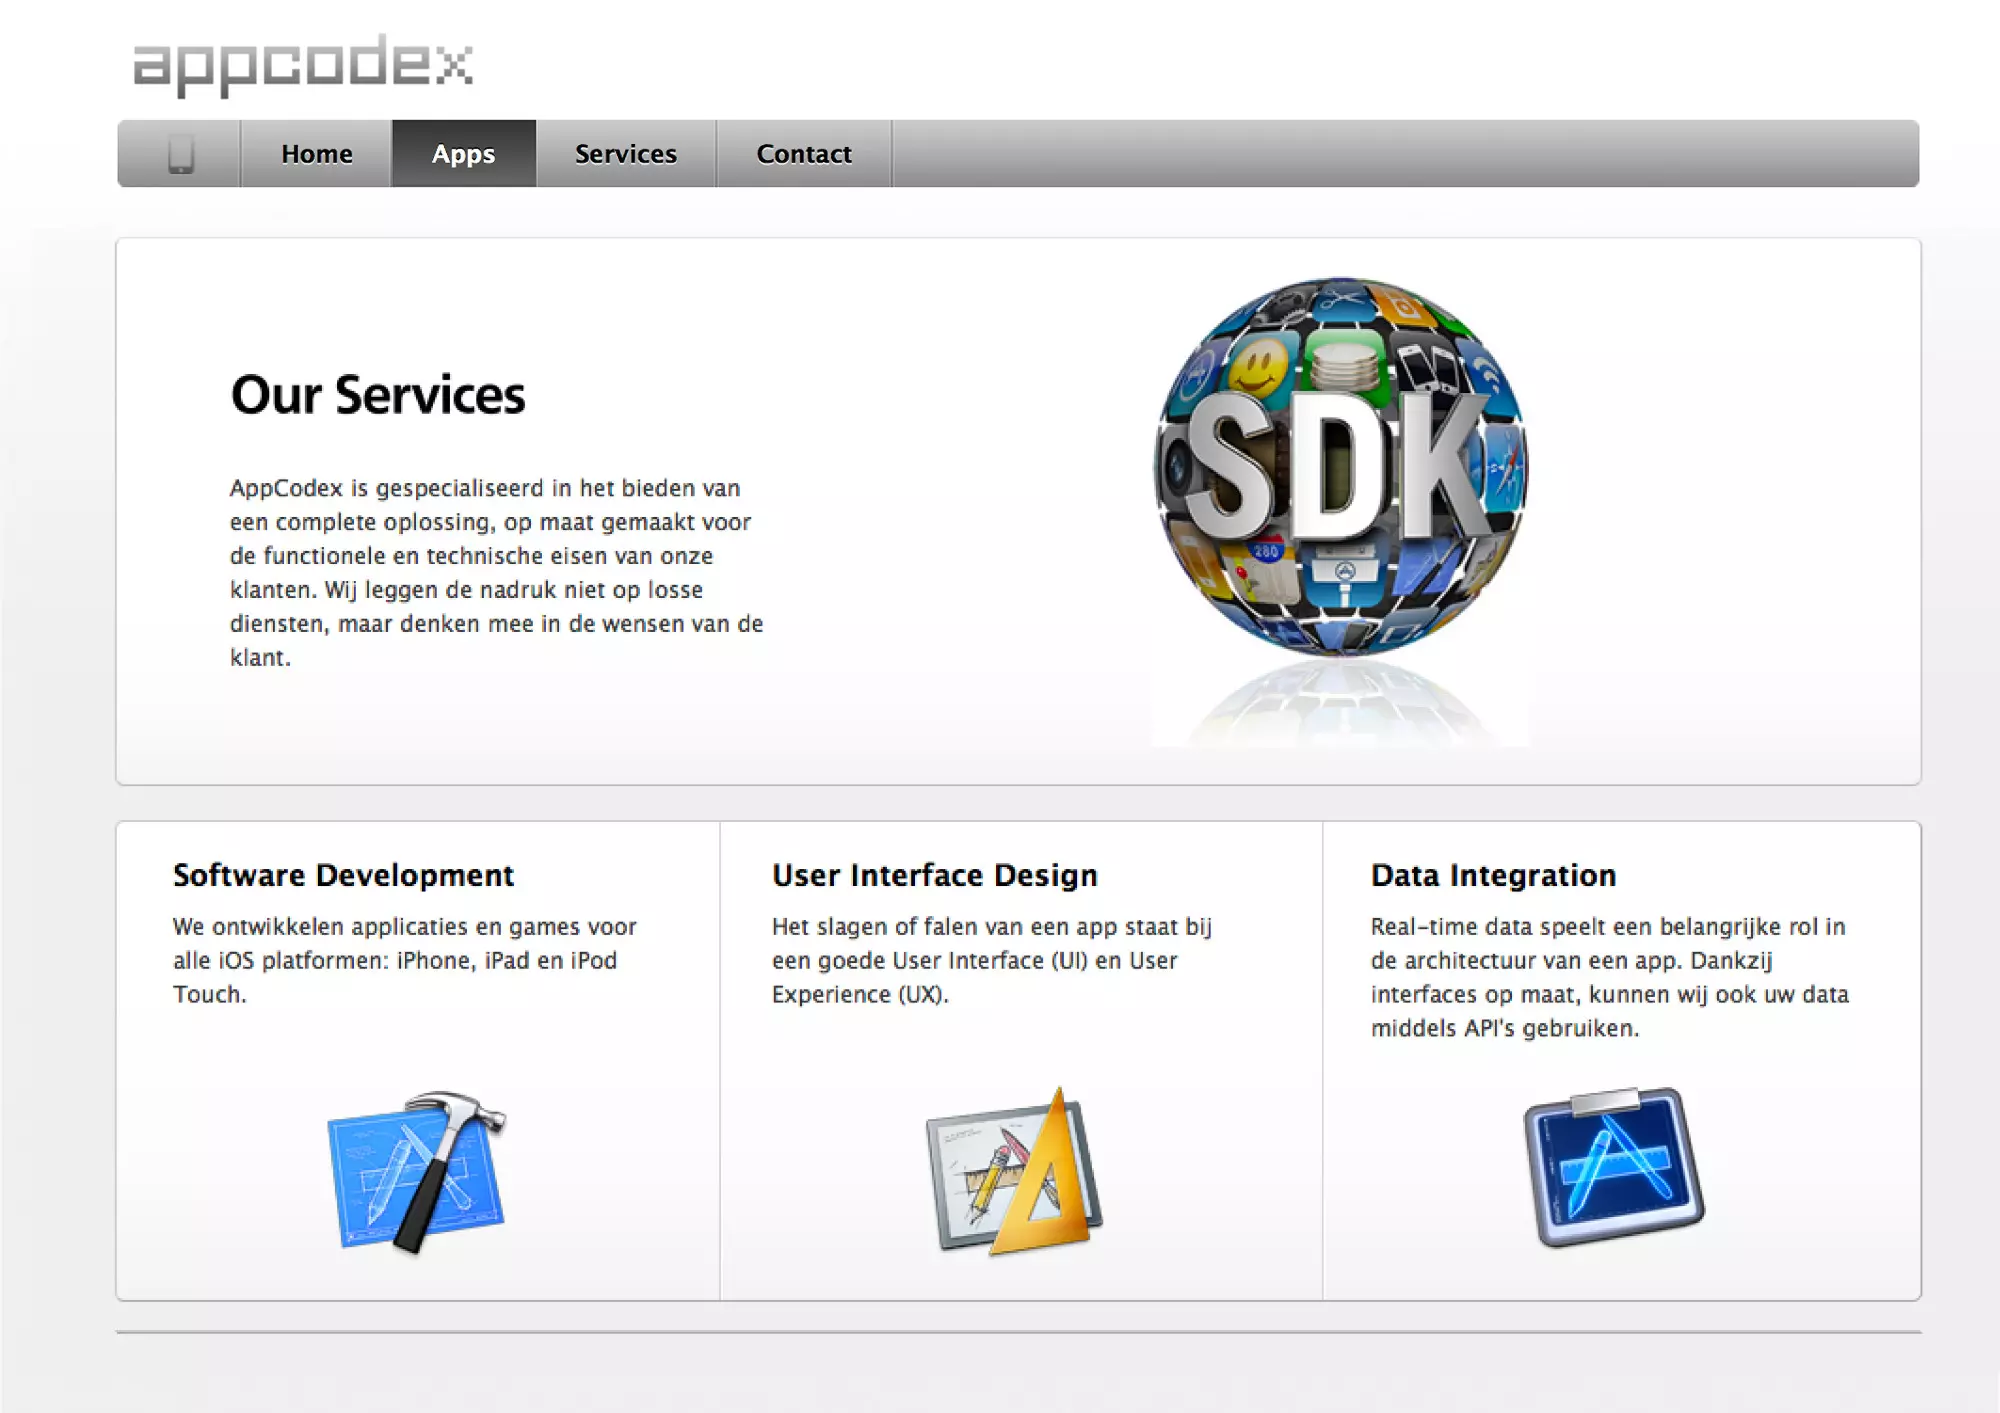 appcodex
Home
Apps
Services
Contact
Our Services
AppCodex is gespecialiseerd in het bieden van
een complete oplossing, op maat gemaakt voor
de functionele en technische eisen van onze
klanten. Wij leggen de nadruk niet op losse
diensten, maar denken mee in de wensen van de
klant.
SDK
280
Software Development
We ontwikkelen applicaties en games voor
alle iOS platformen: iPhone, iPad en iPod
Touch.
User Interface Design
Het slagen of falen van een app staat bij
een goede User Interface (UI) en User
Experience (UX).
Data Integration
Real-time data speelt een belangrijke rol in
de architectuur van een app. Dankzij
interfaces op maat, kunnen wij ook uw data
middels API's gebruiken.